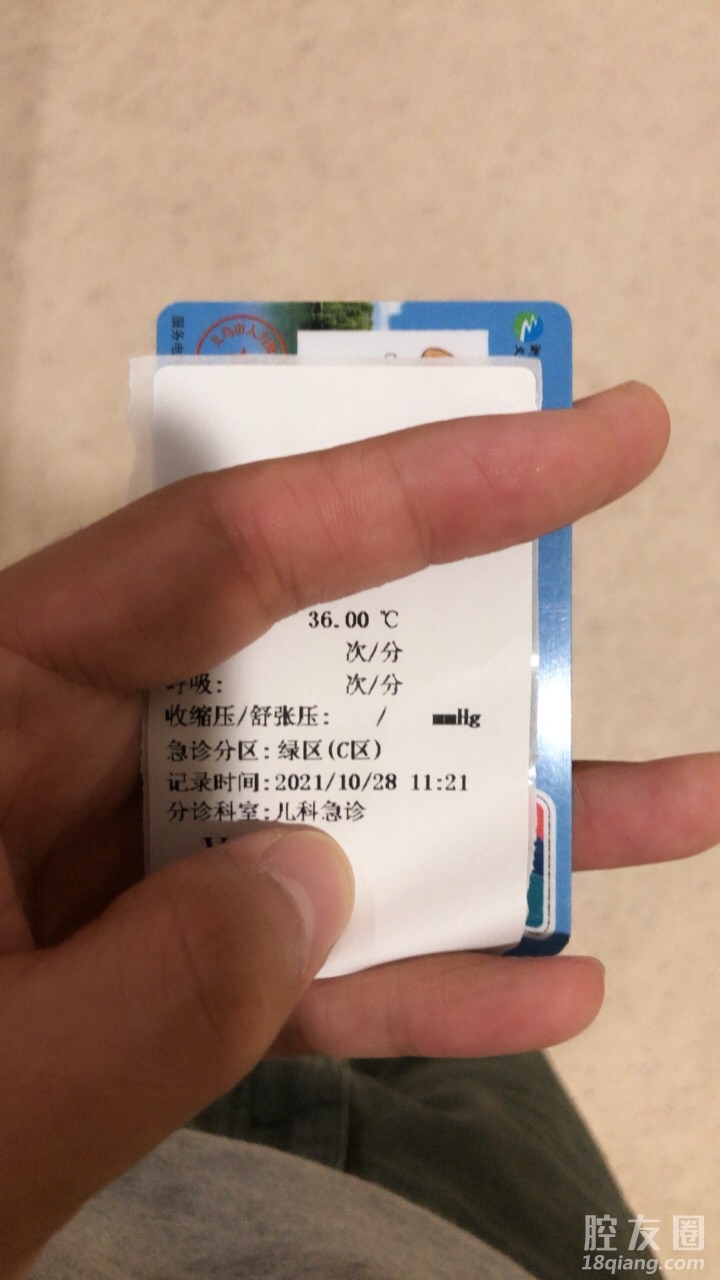 36.00 ℃
次/分
呼吸: 次/分
收缩压/舒张压: / mmHg
急诊分区:绿区(C区)
记录时间:2021/10/28 11:21
分诊科室:儿科急诊
腔友圈
18qiang.com